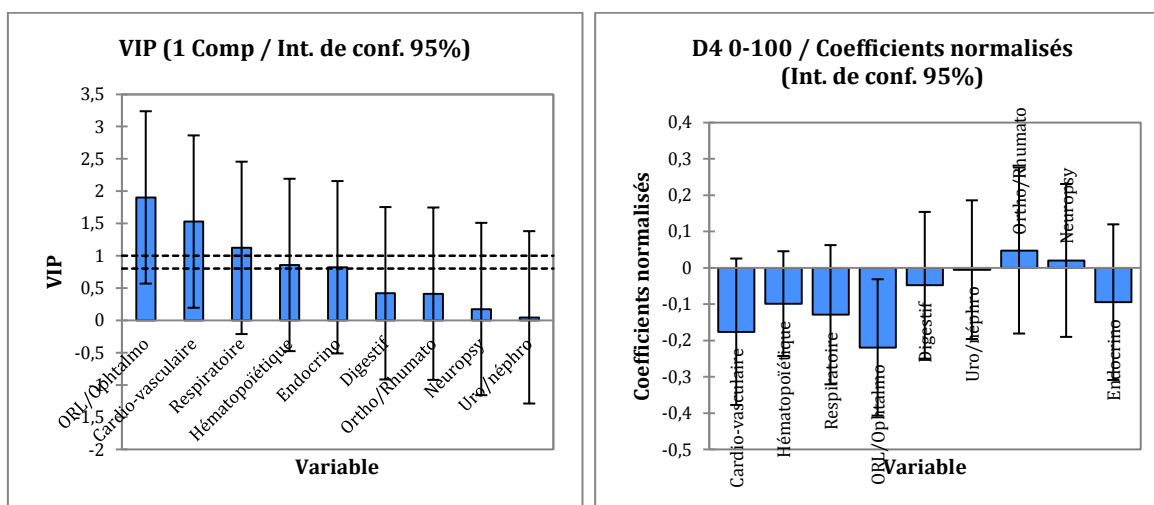 VIP (1 Comp / Int. de conf. 95%)
3,5
3
2,5
2
1,5
1
0,5
0
-0,5
-1
-1,5
-2
VIP
ORL/Ophtalmo
Cardio-vasculaire
Respiratoire
Hématopoïétique
Endocrino
Digestif
Ortho/Rhumato
Neuropsy
Uro/néphro
Variable
D4 0-100 / Coefficients normalisés
(Int. de conf. 95%)
0,4
0,3
0,2
0,1
0
-0,1
-0,2
-0,3
-0,4
-0,5
Coefficients normalisés
Cardio-vasculaire
Hématopoïétique
Respiratoire
ORL/Ophtalmo
Digestif
Uro/néphro
Ortho/Rhumato
Neuropsy
Endocrino
Variable